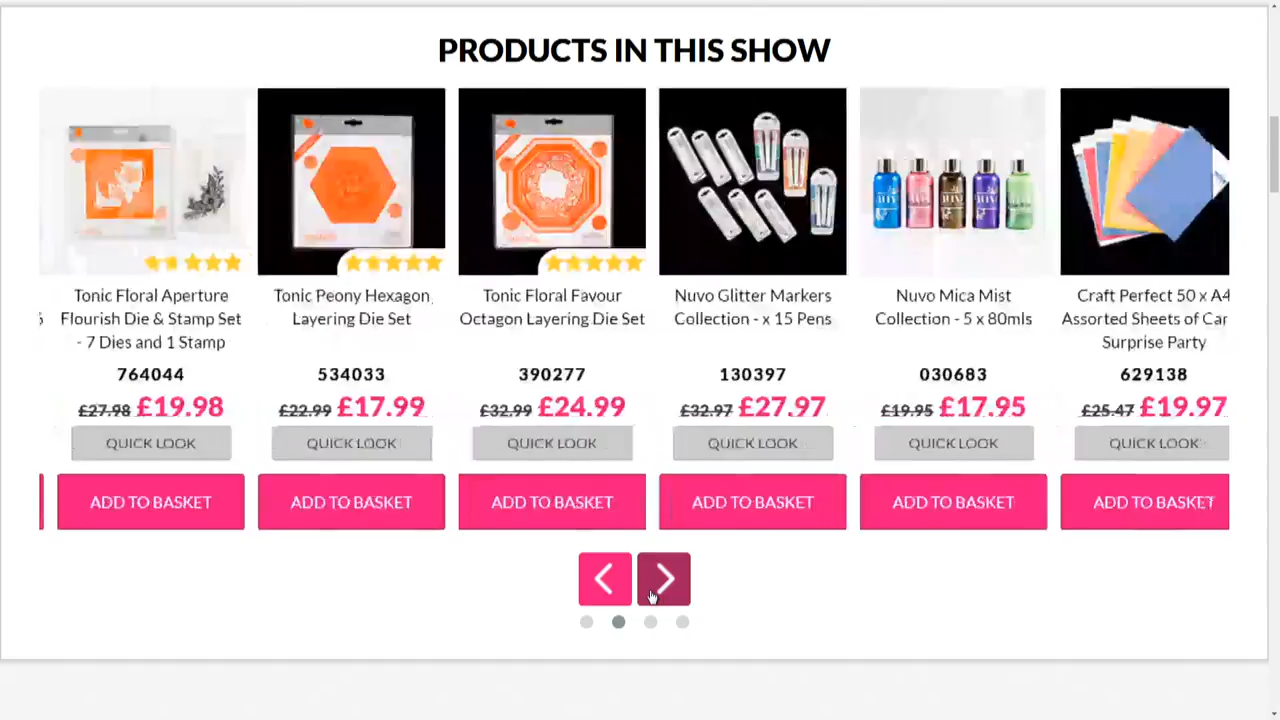 PRODUCTS IN THIS SHOW
Tonic Floral Aperture
Flourish Die & Stamp Set
- 7 Dies and 1 Stamp
764044
£27.98 £19.98
QUICK LOOK
ADD TO BASKET
Tonic Peony Hexagon
Layering Die Set
534033
£22.99 £17.99
QUICK LOOK
ADD TO BASKET
Tonic Floral Favour
Octagon Layering Die Set
390277
£32.99 £24.99
QUICK LOOK
ADD TO BASKET
Nuvo Glitter Markers
Collection - x 15 Pens
130397
£32.97 £27.97
QUICK LOOK
ADD TO BASKET
Nuvo Mica Mist
Collection - 5 x 80mls
030683
£19.95 £17.95
QUICK LOOK
ADD TO BASKET
Craft Perfect 50 x A4
Assorted Sheets of Car
Surprise Party
629138
£25.47 £19.97
QUICK LOOK
ADD TO BASKET